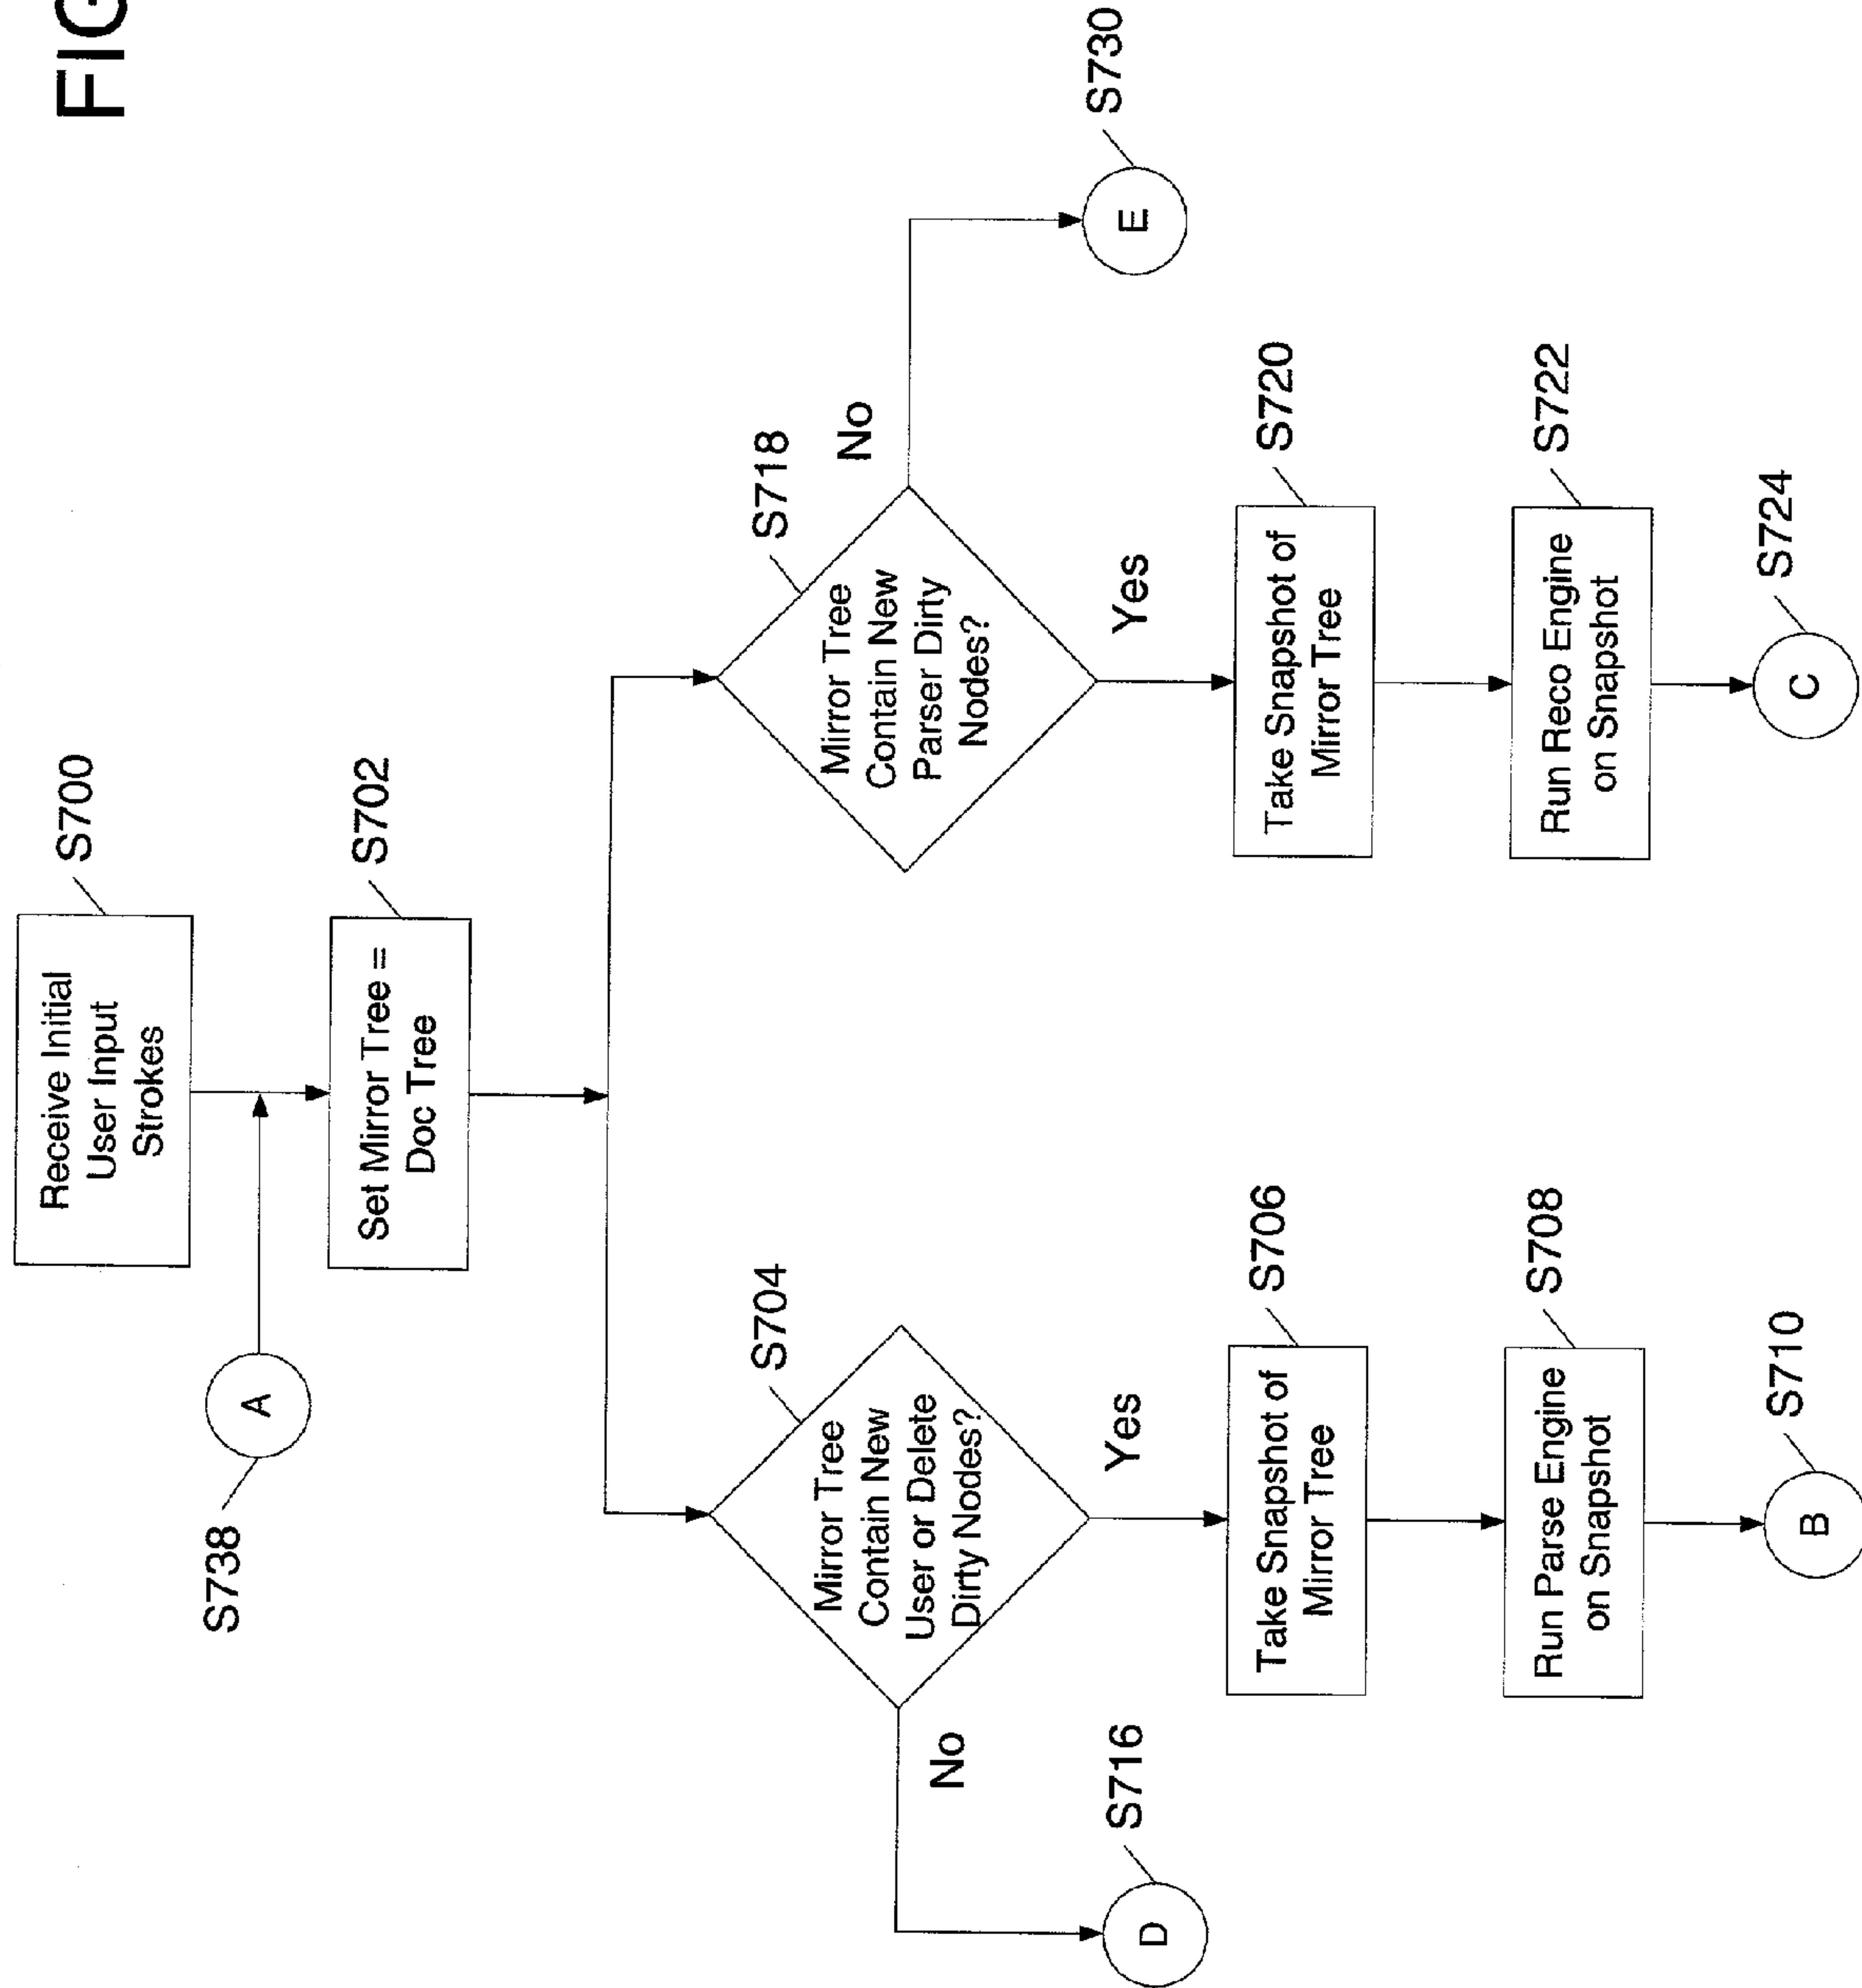 FIG
Receive Initial
User Input
Strokes
S700
A
S738
Set Mirror Tree =
Doc Tree
S702
Mirror Tree
Contain New
User or Delete
Dirty Nodes?
S704
No
D
S716
Yes
Take Snapshot of
Mirror Tree
S706
Run Parse Engine
on Snapshot
S708
B
S710
Mirror Tree
Contain New
Parser Dirty
Nodes?
S718
No
E
S730
Yes
Take Snapshot of
Mirror Tree
S720
Run Reco Engine
on Snapshot
S722
C
S724